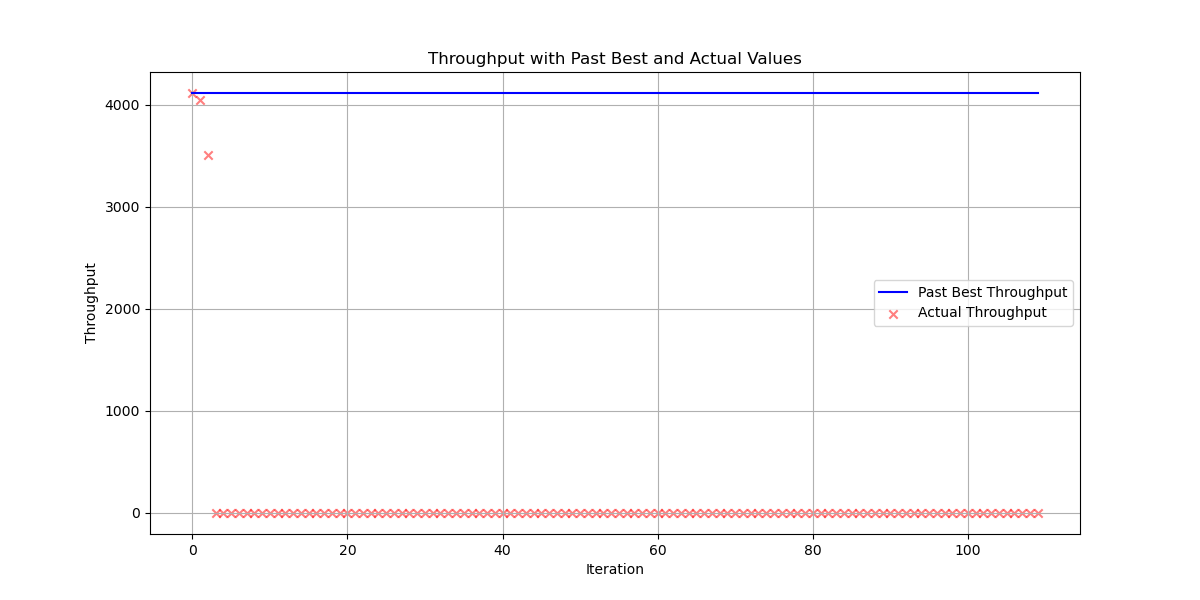 Throughput with Past Best and Actual Values
4000
3000
2000
1000
0
Throughput
Past Best Throughput
Actual Throughput
0 20 40 60 80 100
Iteration